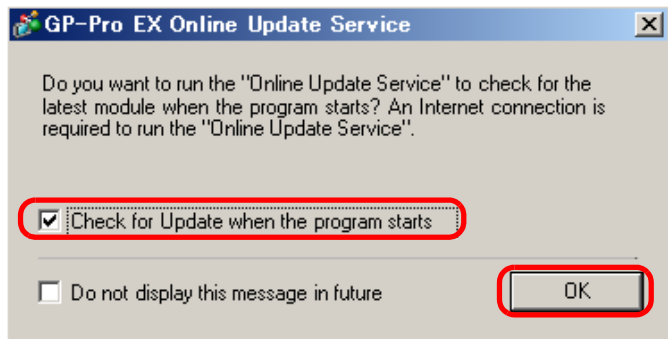 GP-Pro EX Online Update Service
Do you want to run the "Online Update Service" to check for the
latest module when the program starts? An Internet connection is
required to run the "Online Update Service".
Check for Update when the program starts
Do not display this message in future
OK